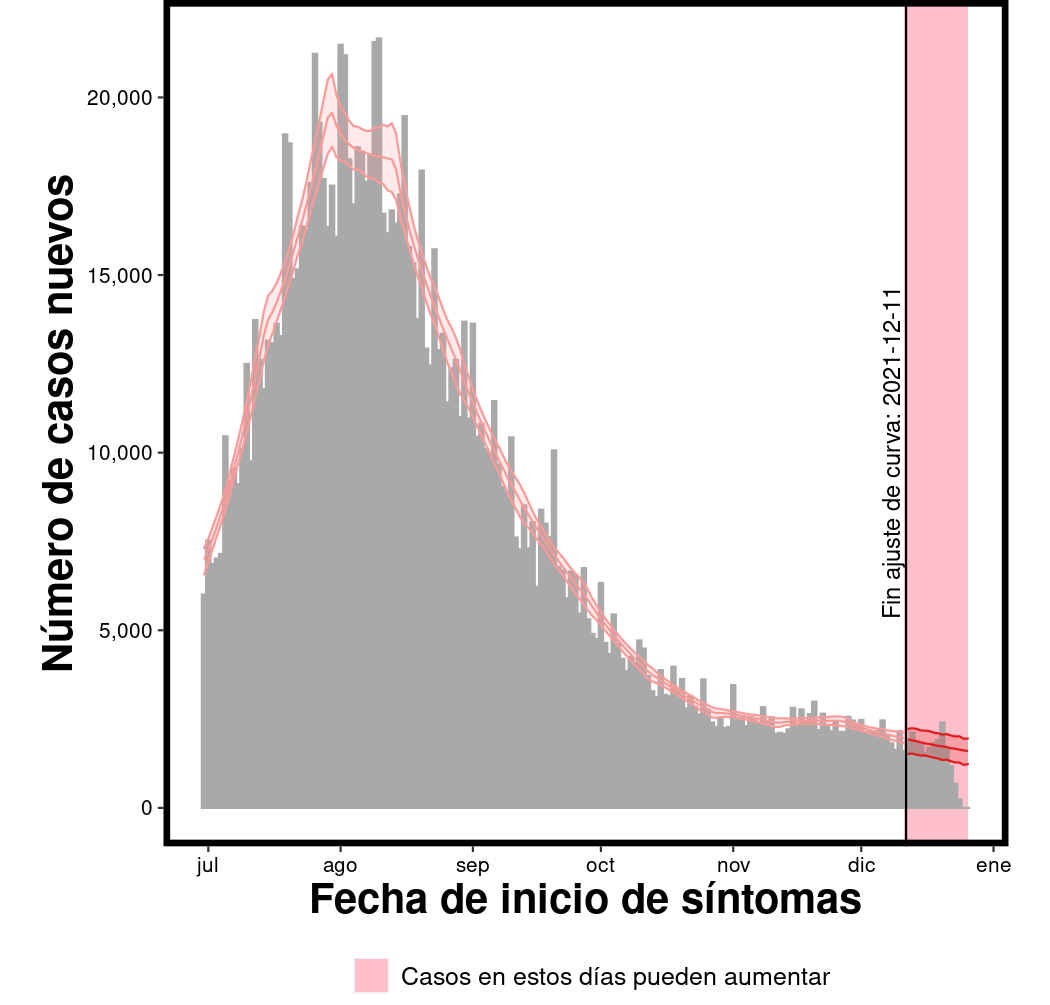 Número de casos nuevos
20,000
15,000
10,000
5,000
0
Fin ajuste de curva: 2021-12-11
jul ago sep oct nov dic ene
Fecha de inicio de síntomas
Casos en estos días pueden aumentar